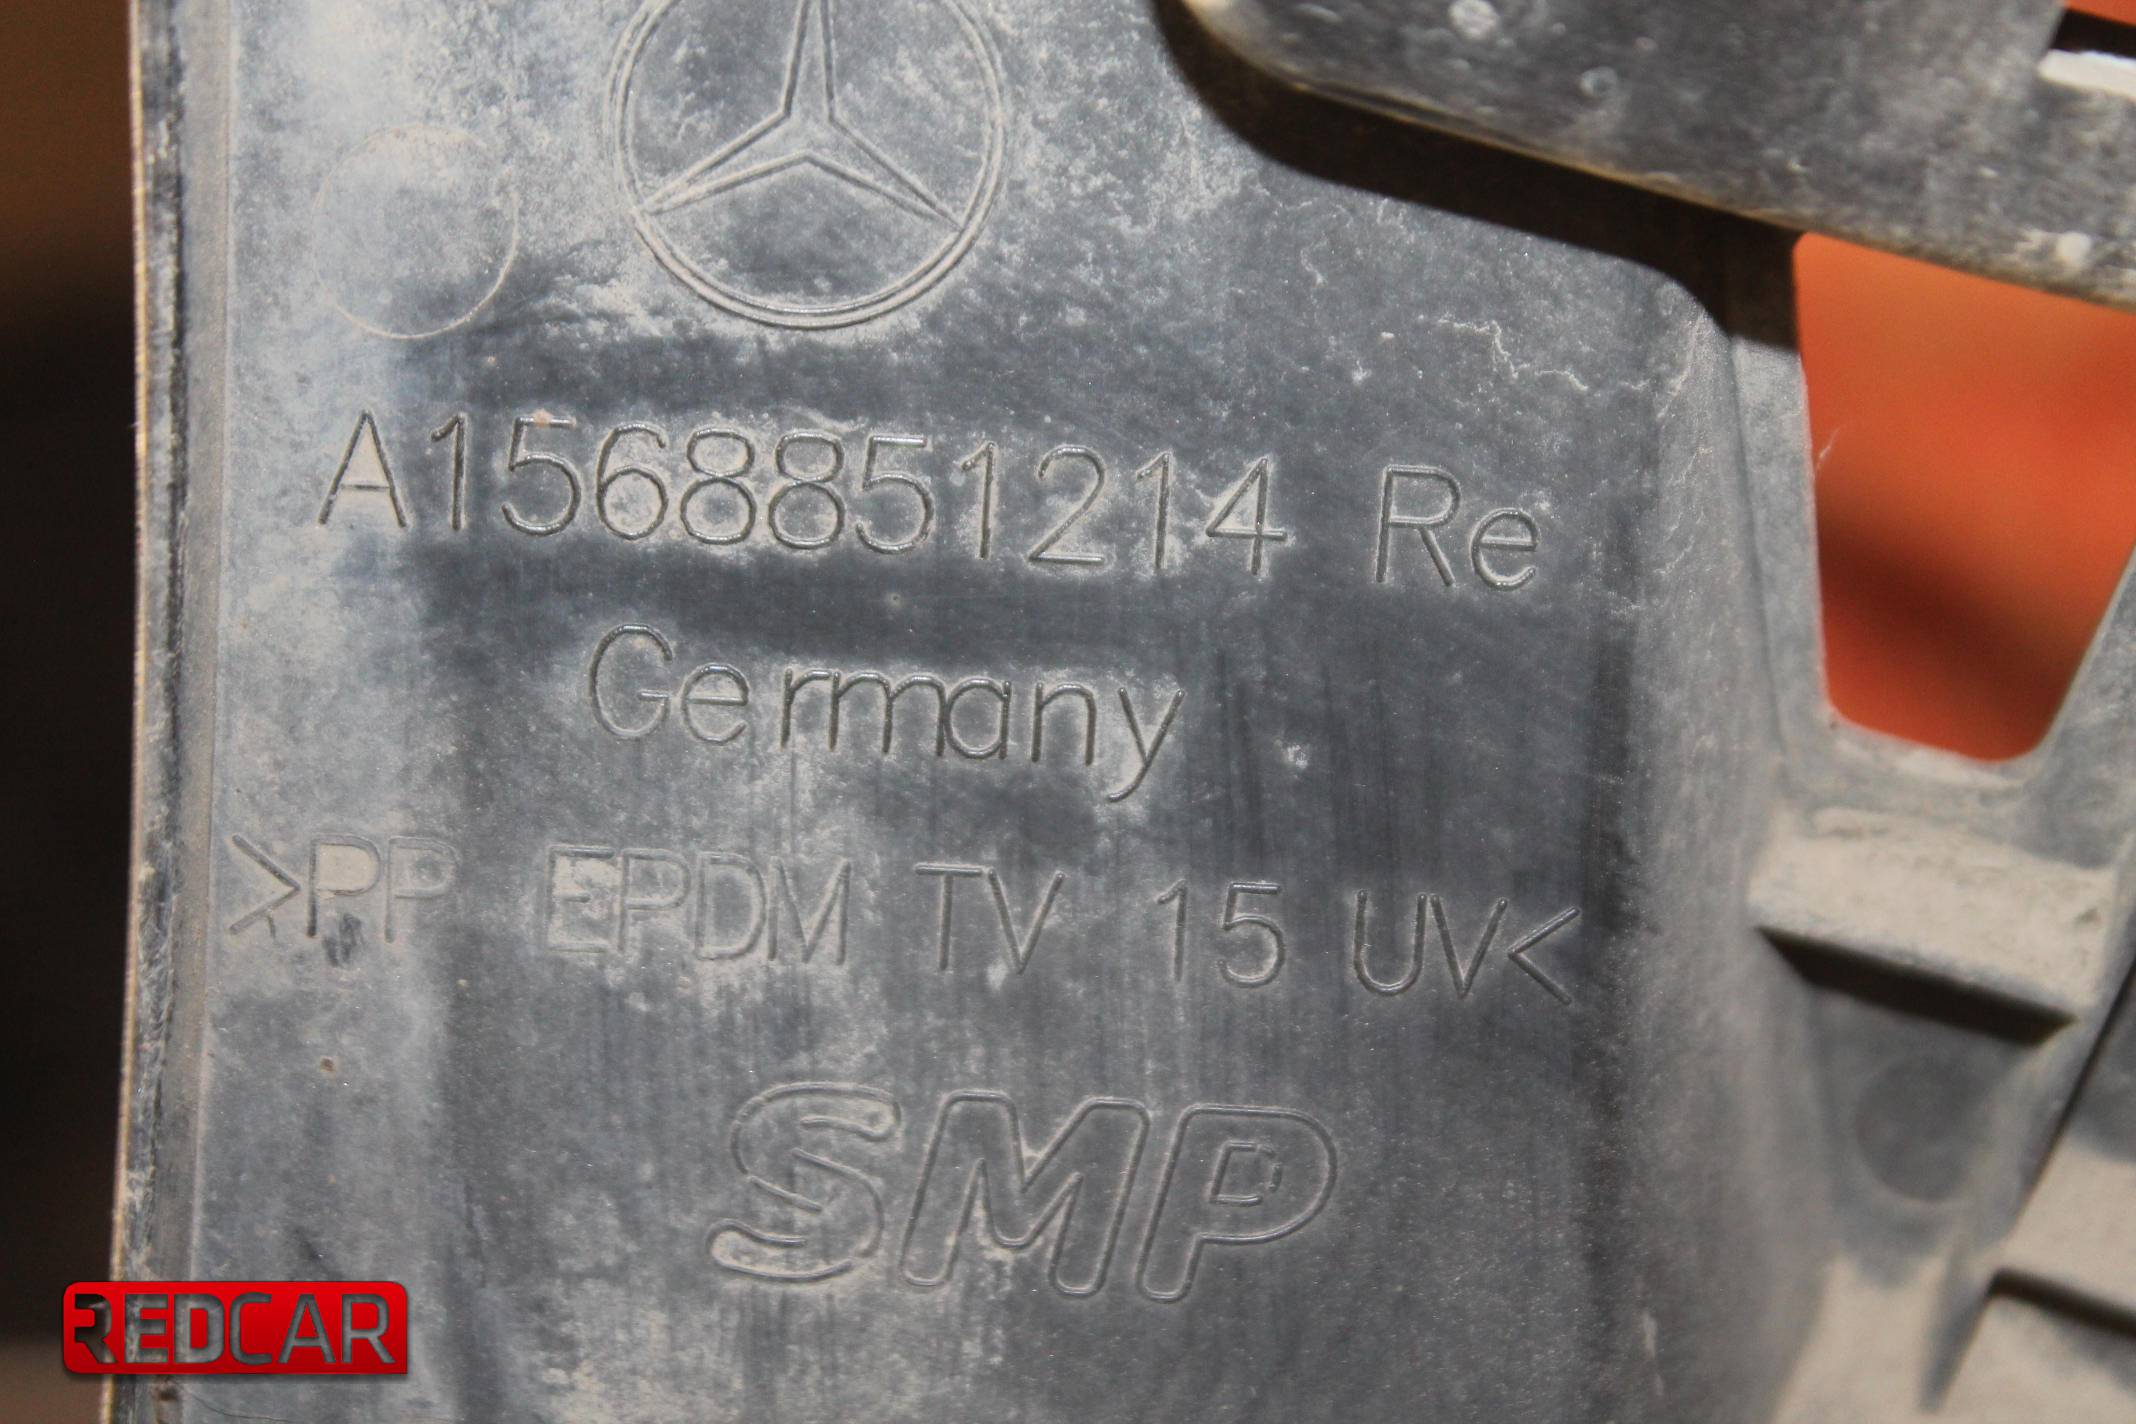 A1568851214 Re
Germany
>PP EPDM TV 15 UV<
SMP
REDCAR